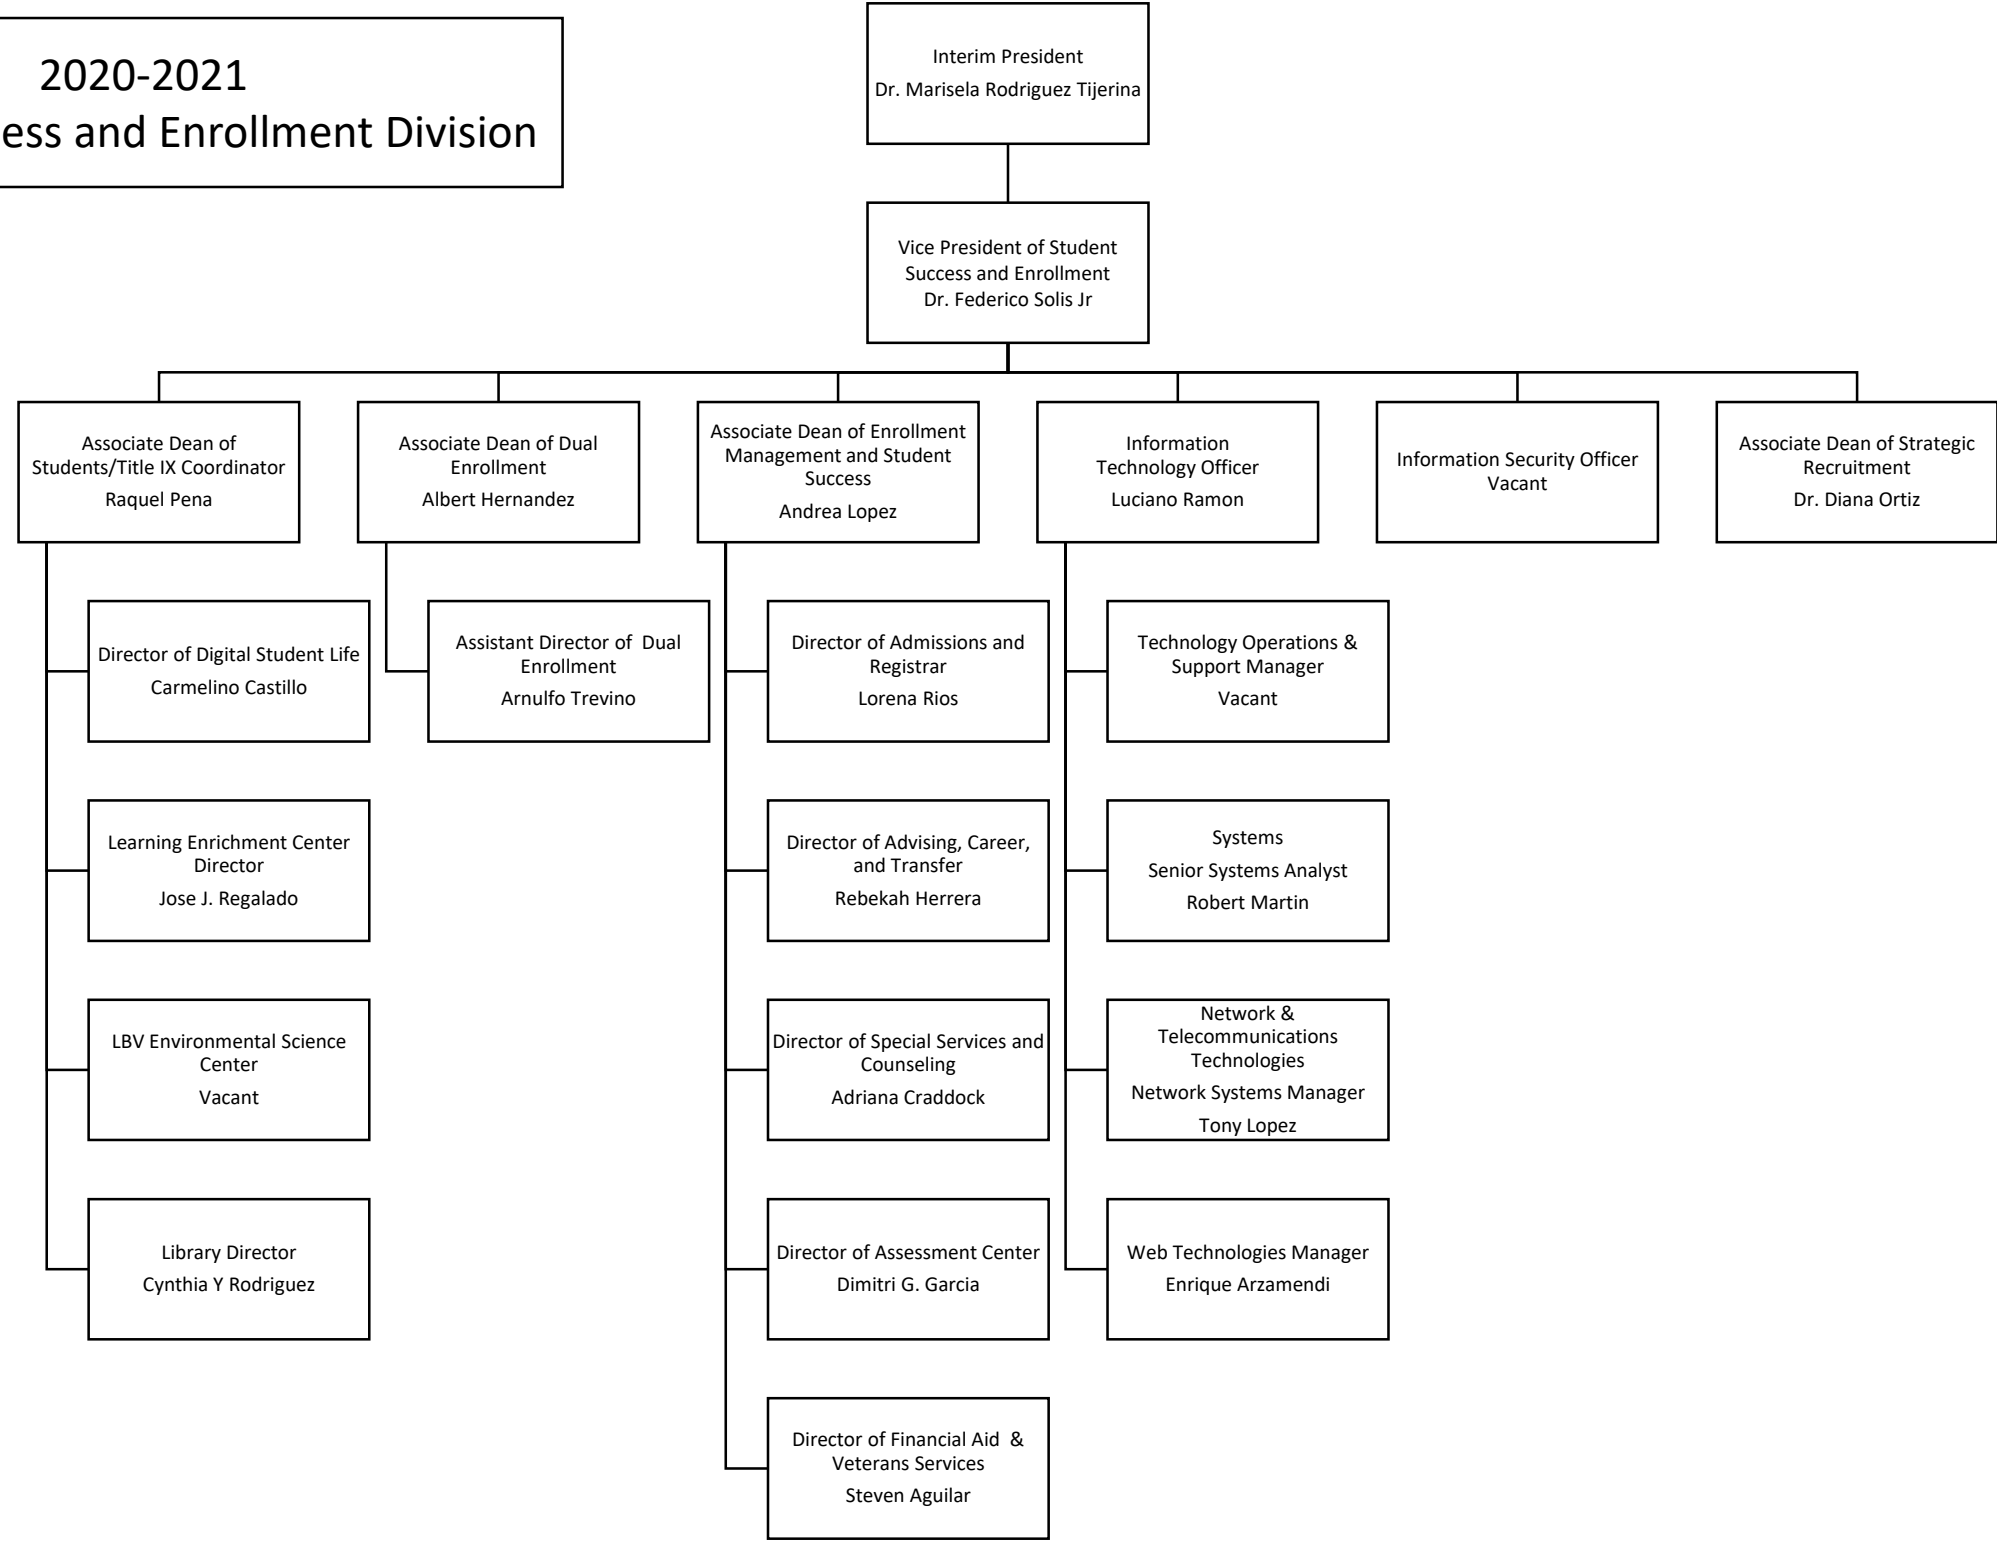 2020-2021
ess and Enrollment Division
Interim President
Dr. Marisela Rodriguez Tijerina
Vice President of Student
Success and Enrollment
Dr. Federico Solis Jr
Associate Dean of
Students/Title IX Coordinator
Raquel Pena
Associate Dean of Dual
Enrollment
Albert Hernandez
Associate Dean of Enrollment
Management and Student
Success
Andrea Lopez
Information
Technology Officer
Luciano Ramon
Information Security Officer
Vacant
Associate Dean of Strategic
Recruitment
Dr. Diana Ortiz
Director of Digital Student Life
Carmelino Castillo
Assistant Director of  Dual
Enrollment
Arnulfo Trevino
Director of Admissions and
Registrar
Lorena Rios
Technology Operations &
Support Manager
Vacant
Learning Enrichment Center
Director
Jose J. Regalado
Director of Advising, Career,
and Transfer
Rebekah Herrera
Systems
Senior Systems Analyst
Robert Martin
LBV Environmental Science
Center
Vacant
Director of Special Services and
Counseling
Adriana Craddock
Network &
Telecommunications
Technologies
Network Systems Manager
Tony Lopez
Library Director
Cynthia Y Rodriguez
Director of Assessment Center
Dimitri G. Garcia
Web Technologies Manager
Enrique Arzamendi
Director of Financial Aid  &
Veterans Services
Steven Aguilar